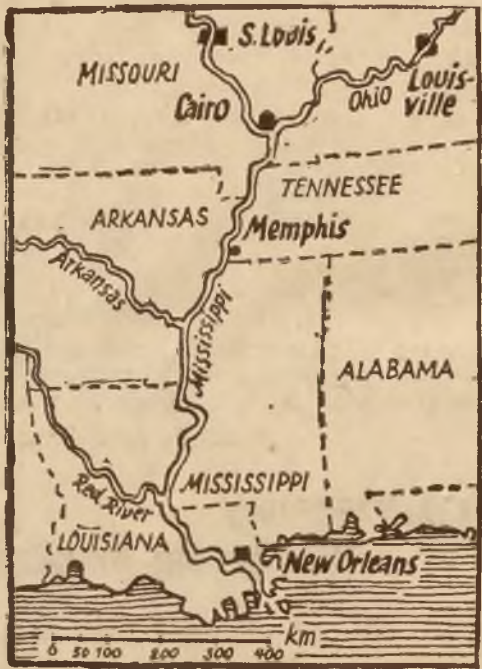 S. Louis
MISSOURI
Louis-
ville
Ohio
Cairo
TENNESSEE
ARKANSAS
Memphis
Arkansas
Mississippi
ALABAMA
Red River
MISSISSIPPI
LOUISIANA
New Orleans
km
0 50 100 200 300 400